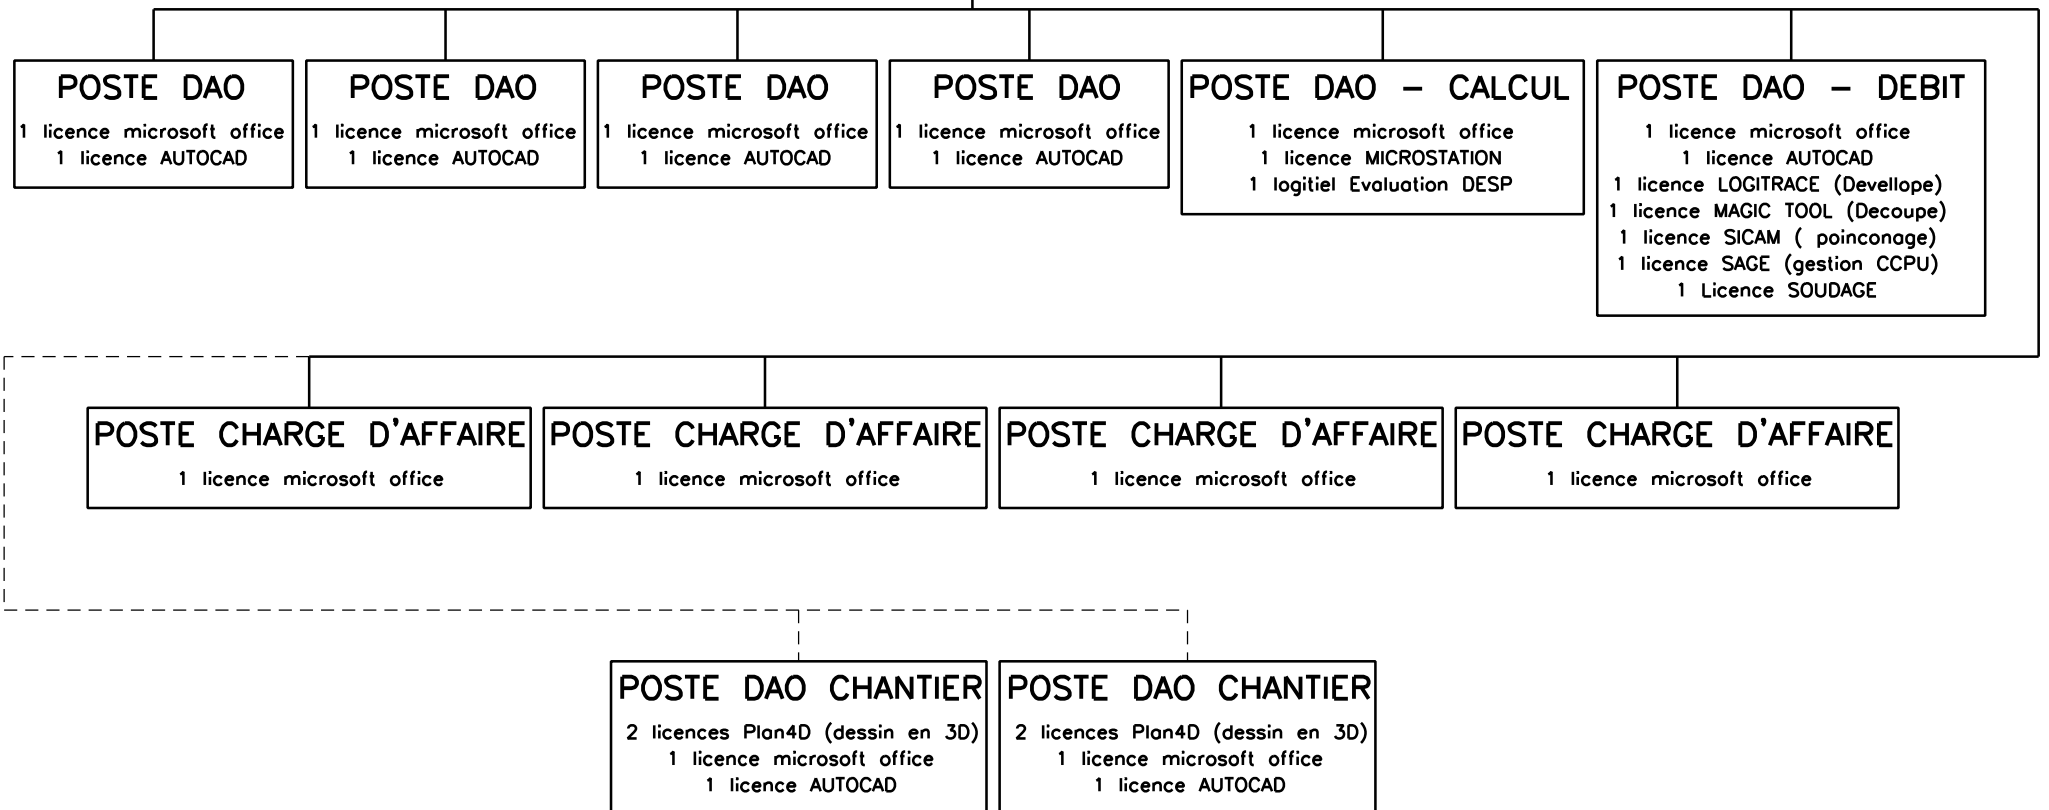 POSTE DAO
1 licence microsoft office
1 licence AUTOCAD
POSTE DAO
1 licence microsoft office
1 licence AUTOCAD
POSTE DAO
1 licence microsoft office
1 licence AUTOCAD
POSTE DAO
1 licence microsoft office
1 licence AUTOCAD
POSTE DAO – CALCUL
1 licence microsoft office
1 licence MICROSTATION
1 logitiel Evaluation DESP
POSTE DAO – DEBIT
1 licence microsoft office
1 licence AUTOCAD
1 licence LOGITRACE (Devellope)
1 licence MAGIC TOOL (Decoupe)
1 licence SICAM ( poinconage)
1 licence SAGE (gestion CCPU)
1 Licence SOUDAGE
POSTE CHARGE D'AFFAIRE
1 licence microsoft office
POSTE CHARGE D'AFFAIRE
1 licence microsoft office
POSTE CHARGE D'AFFAIRE
1 licence microsoft office
POSTE CHARGE D'AFFAIRE
1 licence microsoft office
POSTE DAO CHANTIER
2 licences Plan4D (dessin en 3D)
1 licence microsoft office
1 licence AUTOCAD
POSTE DAO CHANTIER
2 licences Plan4D (dessin en 3D)
1 licence microsoft office
1 licence AUTOCAD